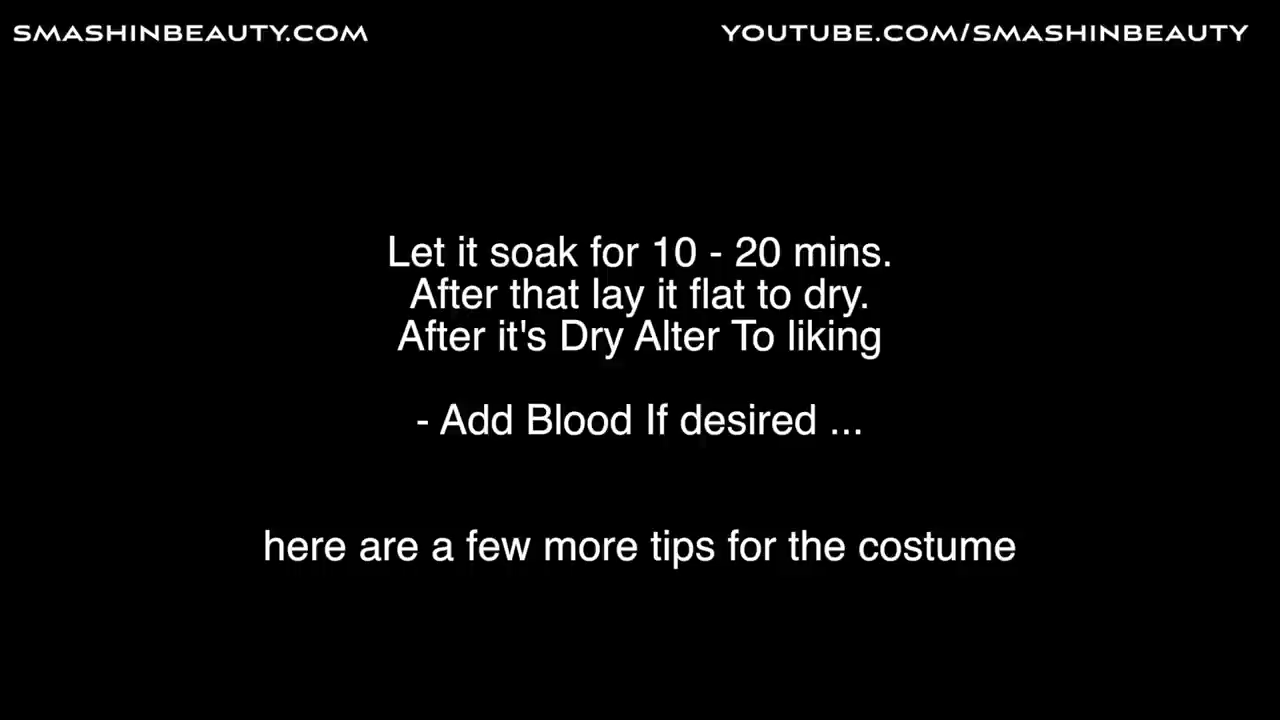 SMASHINBEAUTY.COM
YOUTUBE.COM/SMASHINBEAUTY
Let it soak for 10 - 20 mins.
After that lay it flat to dry.
After it's Dry Alter To liking
- Add Blood If desired ...
here are a few more tips for the costume